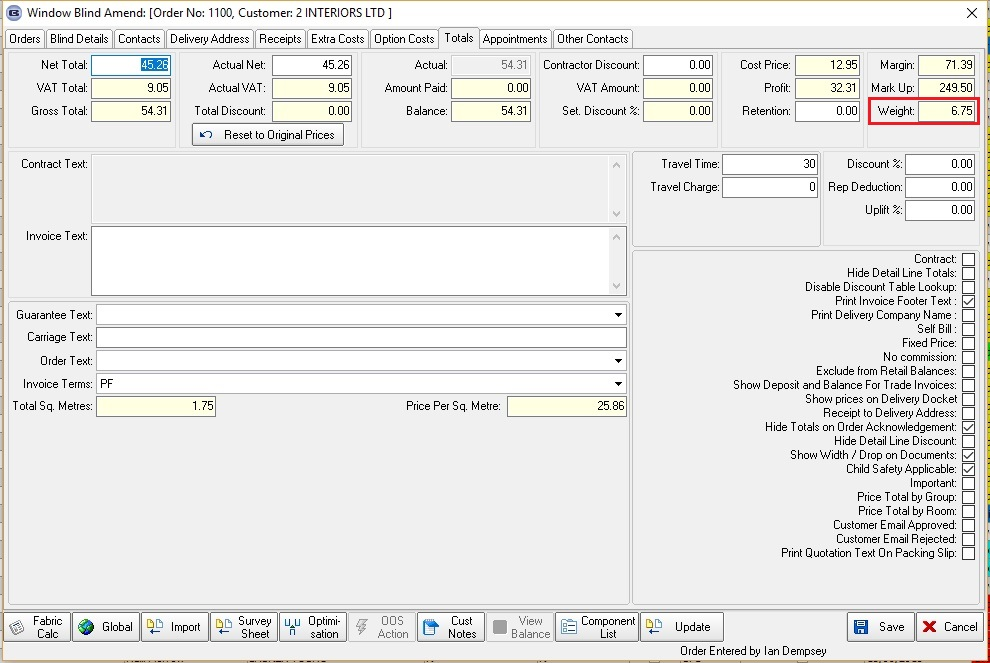 Window Blind Amend: [Order No: 1100, Customer: 2 INTERIORS LTD ]
Orders Blind Details Contacts Delivery Address Receipts Extra Costs Option Costs Totals Appointments Other Contacts
Net Total: 45.26 Actual Net: 45.26 Actual: 54.31 Contractor Discount: 0.00 Cost Price: 12.95 Margin: 71.39
VAT Total: 9.05 Actual VAT: 9.05 Amount Paid: 0.00 VAT Amount: 0.00 Profit: 32.31 Mark Up: 249.50
Gross Total: 54.31 Total Discount: 0.00 Balance: 54.31 Set. Discount %: 0.00 Retention: 0.00 Weight: 6.75
Reset to Original Prices
Contract Text: Travel Time: 30 Discount %: 0.00
Travel Charge: 0 Rep Deduction: 0.00
Uplift %: 0.00
Invoice Text:
Contract:
Hide Detail Line Totals:
Disable Discount Table Lookup:
Print Invoice Footer Text :
Print Delivery Company Name :
Self Bill :
Fixed Price:
No commission:
Exclude from Retail Balances:
Show Deposit and Balance For Trade Invoices:
Show prices on Delivery Docket
Receipt to Delivery Address:
Hide Totals on Order Acknowledgement:
Hide Detail Line Discount:
Show Width / Drop on Documents:
Child Safety Applicable:
Important:
Price Total by Group:
Price Total by Room:
Customer Email Approved:
Customer Email Rejected:
Print Quotation Text On Packing Slip:
Guarantee Text:
Carriage Text:
Order Text:
Invoice Terms: PF
Total Sq. Metres: 1.75 Price Per Sq. Metre: 25.86
Fabric Calc Global Import Survey Sheet Optimi-sation OOS Action Cust Notes View Balance Component List Update Save Cancel
Order Entered by Ian Dempsey